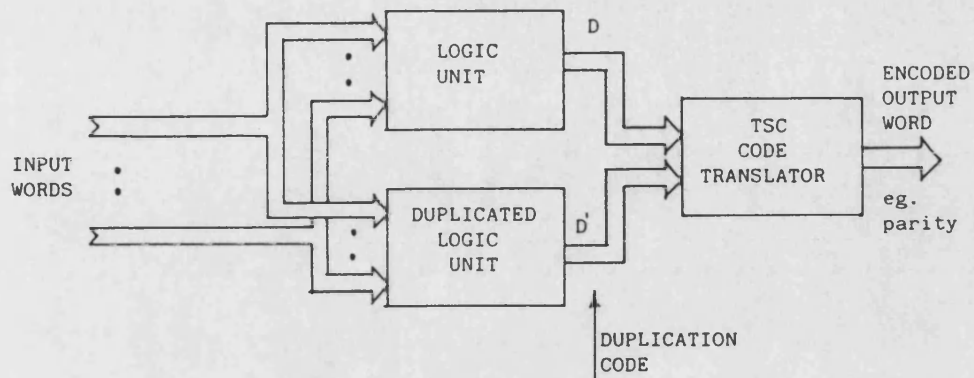 INPUT
WORDS
LOGIC
UNIT
D
DUPLICATED
LOGIC
UNIT
D'
TSC
CODE
TRANSLATOR
ENCODED
OUTPUT
WORD
eg.
parity
DUPLICATION
CODE